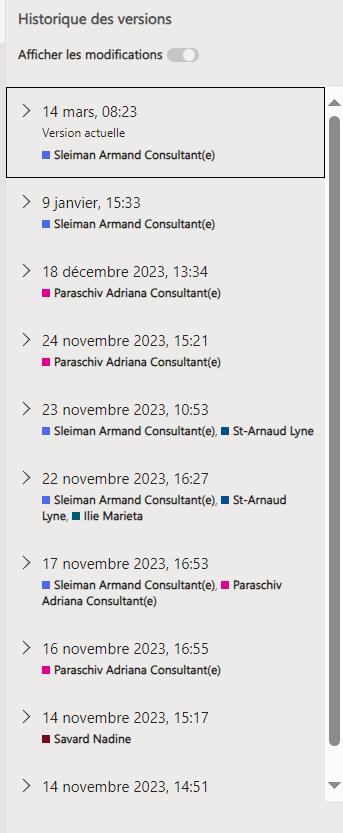 Historique des versions
Afficher les modifications
14 mars, 08:23
Version actuelle
Sleiman Armand Consultant(e)
9 janvier, 15:33
Sleiman Armand Consultant(e)
18 décembre 2023, 13:34
Paraschiv Adriana Consultant(e)
24 novembre 2023, 15:21
Paraschiv Adriana Consultant(e)
23 novembre 2023, 10:53
Sleiman Armand Consultant(e), St-Arnaud Lyne
22 novembre 2023, 16:27
Sleiman Armand Consultant(e), St-Arnaud
Lyne, Ilie Marieta
17 novembre 2023, 16:53
Sleiman Armand Consultant(e), Paraschiv
Adriana Consultant(e)
16 novembre 2023, 16:55
Paraschiv Adriana Consultant(e)
14 novembre 2023, 15:17
Savard Nadine
14 novembre 2023, 14:51